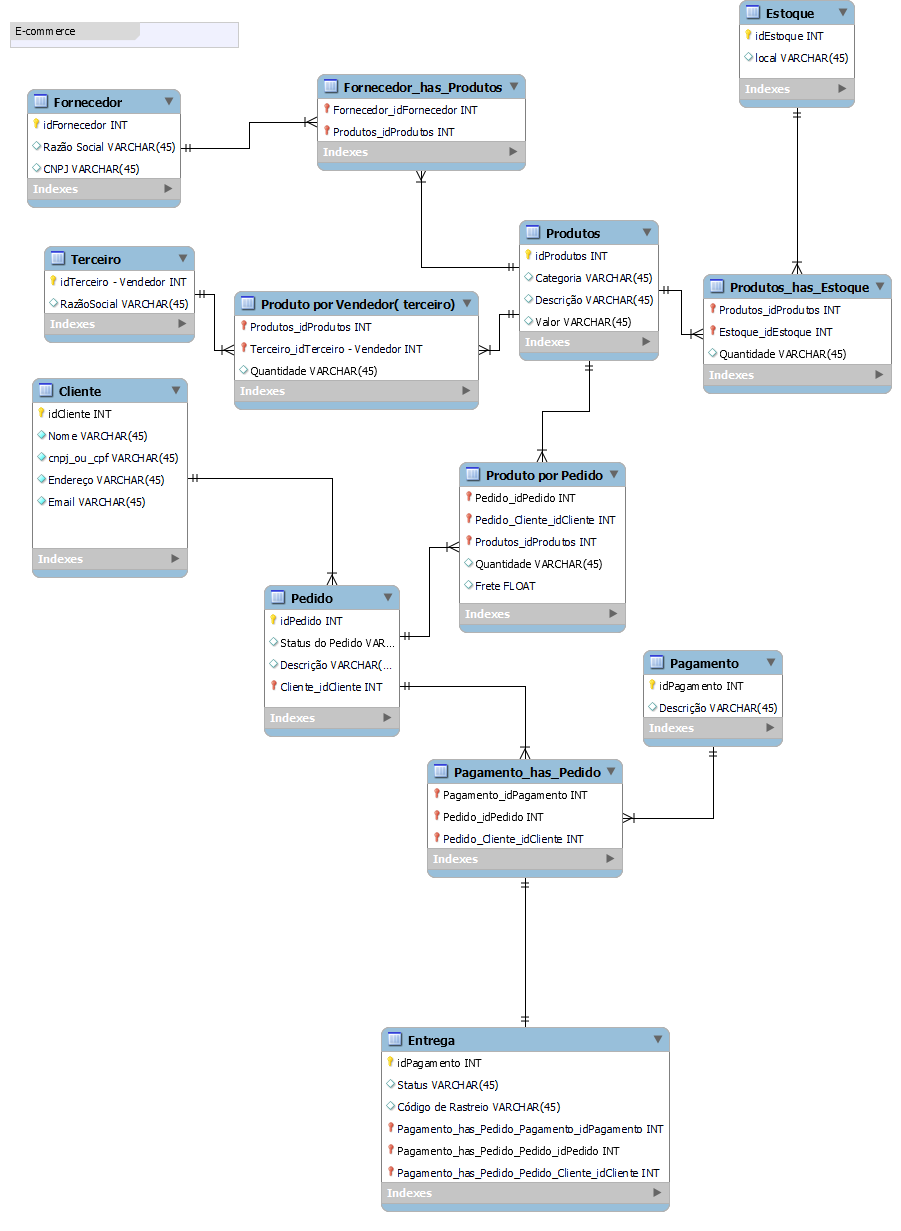 E-commerce
Estoque
idEstoque INT
local VARCHAR(45)
Indexes
Fornecedor
idFornecedor INT
Razão Social VARCHAR(45)
CNPJ VARCHAR(45)
Indexes
Fornecedor_has_Produtos
Fornecedor_idFornecedor INT
Produtos_idProdutos INT
Indexes
Terceiro
idTerceiro - Vendedor INT
RazãoSocial VARCHAR(45)
Indexes
Produto por Vendedor( terceiro)
Produtos_idProdutos INT
Terceiro_idTerceiro - Vendedor INT
Quantidade VARCHAR(45)
Indexes
Produtos
idProdutos INT
Categoria VARCHAR(45)
Descrição VARCHAR(45)
Valor VARCHAR(45)
Indexes
Produtos_has_Estoque
Produtos_idProdutos INT
Estoque_idEstoque INT
Quantidade VARCHAR(45)
Indexes
Cliente
idCliente INT
Nome VARCHAR(45)
cnpj_ou_cpf VARCHAR(45)
Endereço VARCHAR(45)
Email VARCHAR(45)
Indexes
Produto por Pedido
Pedido_idPedido INT
Pedido_Cliente_idCliente INT
Produtos_idProdutos INT
Quantidade VARCHAR(45)
Frete FLOAT
Indexes
Pedido
idPedido INT
Status do Pedido VAR...
Descrição VARCHAR(...
Cliente_idCliente INT
Indexes
Pagamento
idPagamento INT
Descrição VARCHAR(45)
Indexes
Pagamento_has_Pedido
Pagamento_idPagamento INT
Pedido_idPedido INT
Pedido_Cliente_idCliente INT
Indexes
Entrega
idPagamento INT
Status VARCHAR(45)
Código de Rastreio VARCHAR(45)
Pagamento_has_Pedido_Pagamento_idPagamento INT
Pagamento_has_Pedido_Pedido_idPedido INT
Pagamento_has_Pedido_Pedido_Cliente_idCliente INT
Indexes